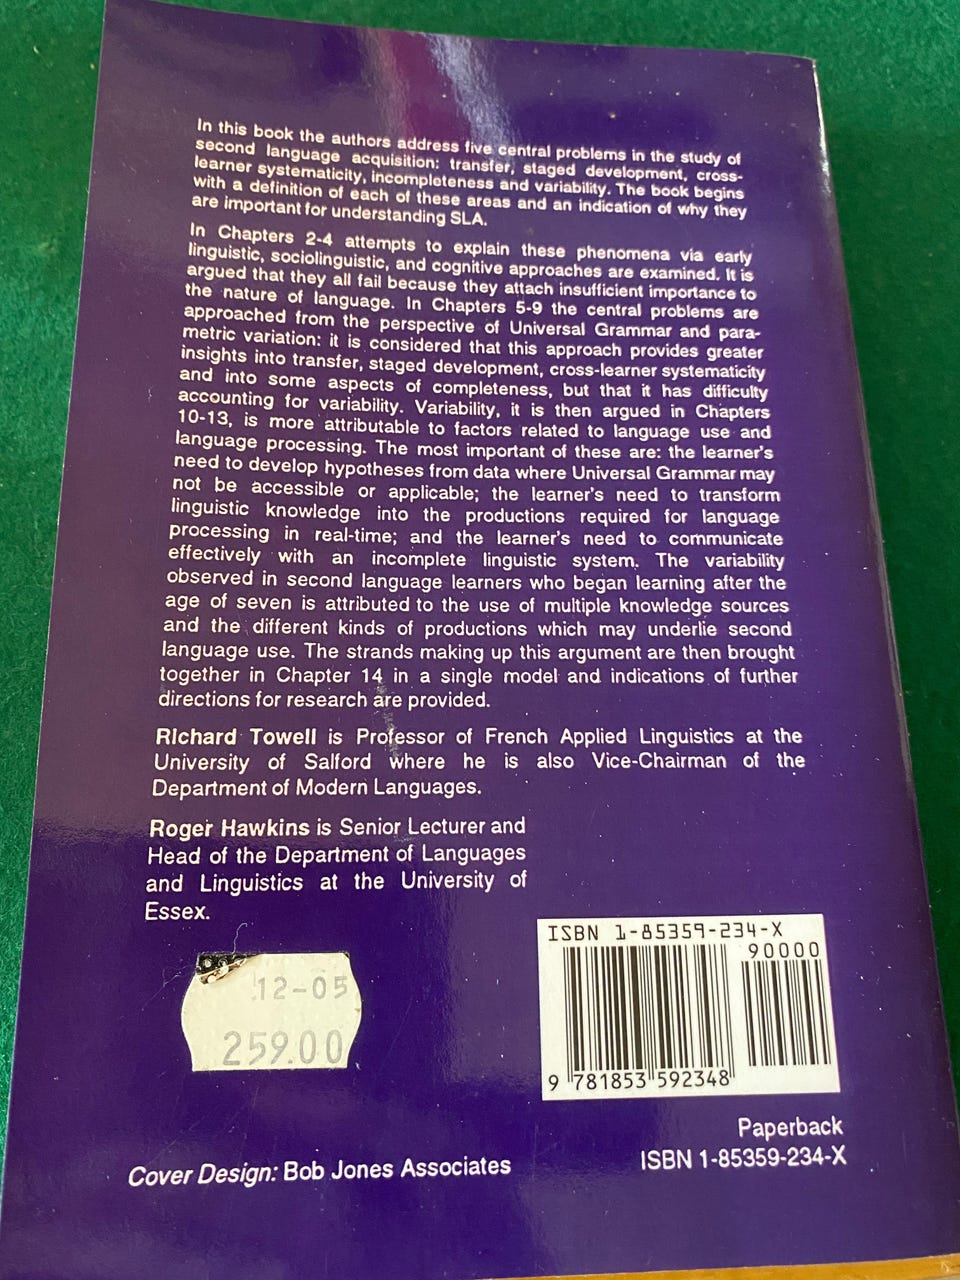 In this book the authors address five central problems in the study of
second language acquisition: transfer, staged development, cross-
learner systematicity, incompleteness and variability. The book begins
with a definition of each of these areas and an indication of why they
are important for understanding SLA.
In Chapters 2-4 attempts to explain these phenomena via early
linguistic, sociolinguistic, and cognitive approaches are examined. It is
argued that they all fail because they attach insufficient importance to
the nature of language. In Chapters 5-9 the central problems are
approached from the perspective of Universal Grammar and para-
metric variation: it is considered that this approach provides greater
insights into transfer, staged development, cross-learner systematicity
and into some aspects of completeness, but that it has difficulty
accounting for variability. Variability, it is then argued in Chapters
10-13, is more attributable to factors related to language use and
language processing. The most important of these are: the learner's
need to develop hypotheses from data where Universal Grammar may
not be accessible or applicable; the learner's need to transform
linguistic knowledge into the productions required for language
processing in real-time; and the learner's need to communicate
effectively with an incomplete linguistic system. The variability
observed in second language learners who began learning after the
age of seven is attributed to the use of multiple knowledge sources
and the different kinds of productions which may underlie second
language use. The strands making up this argument are then brought
together in Chapter 14 in a single model and indications of further
directions for research are provided.
Richard Towell is Professor of French Applied Linguistics at the
University of Salford where he is also Vice-Chairman of the
Department of Modern Languages.
Roger Hawkins is Senior Lecturer and
Head of the Department of Languages
and Linguistics at the University of
Essex.
12-05
259.00
ISBN 1-85359-234-X
90000
9 781853 592348
Paperback
ISBN 1-85359-234-X
Cover Design: Bob Jones Associates